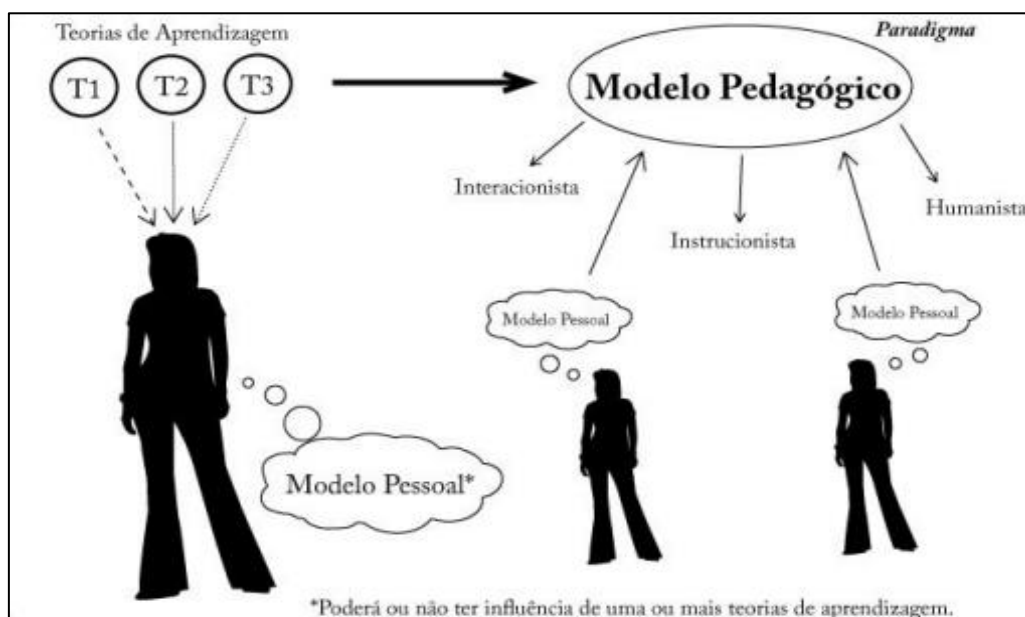 Teorias de Aprendizagem
T1 T2 T3
Paradigma
Modelo Pedagógico
Interacionista
Instrucionista
Humanista
Modelo Pessoal
Modelo Pessoal
Modelo Pessoal*
*Poderá ou não ter influência de uma ou mais teorias de aprendizagem.